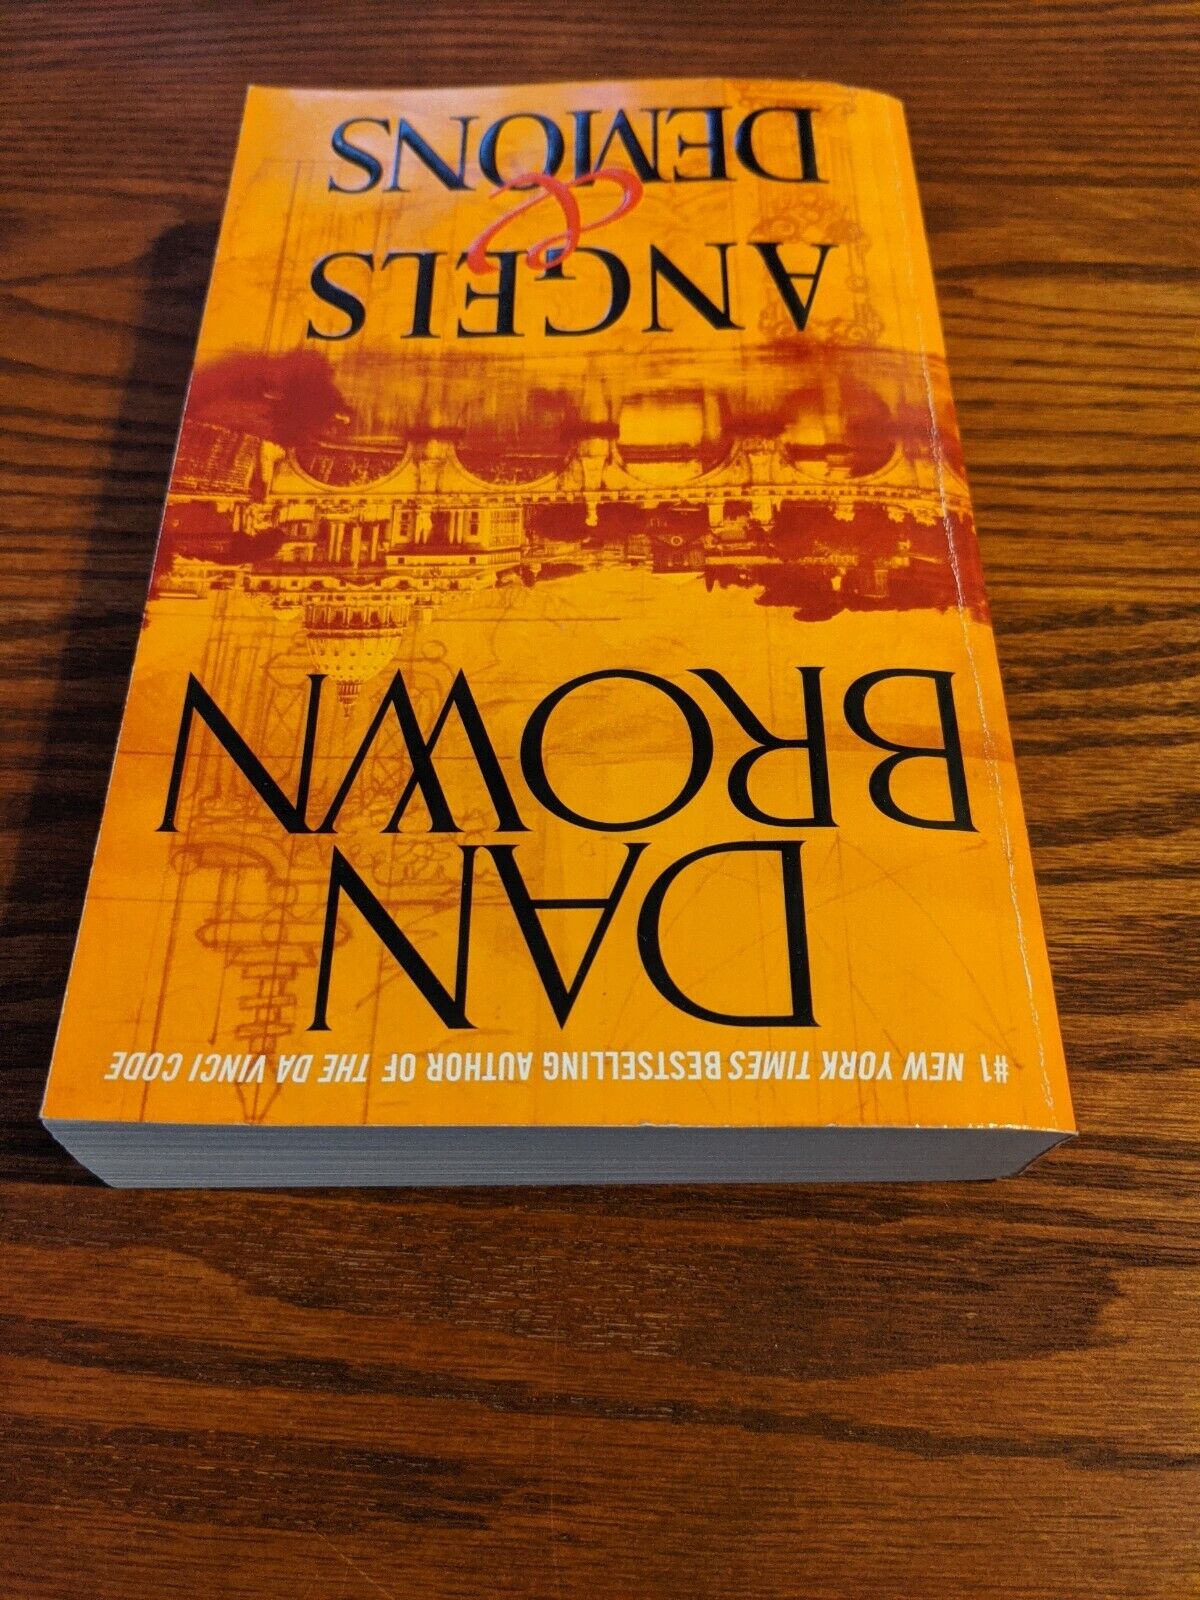 #1 NEW YORK TIMES BESTSELLING AUTHOR OF THE DA VINCI CODE
DAN
BROWN
ANGELS
&
DEMONS